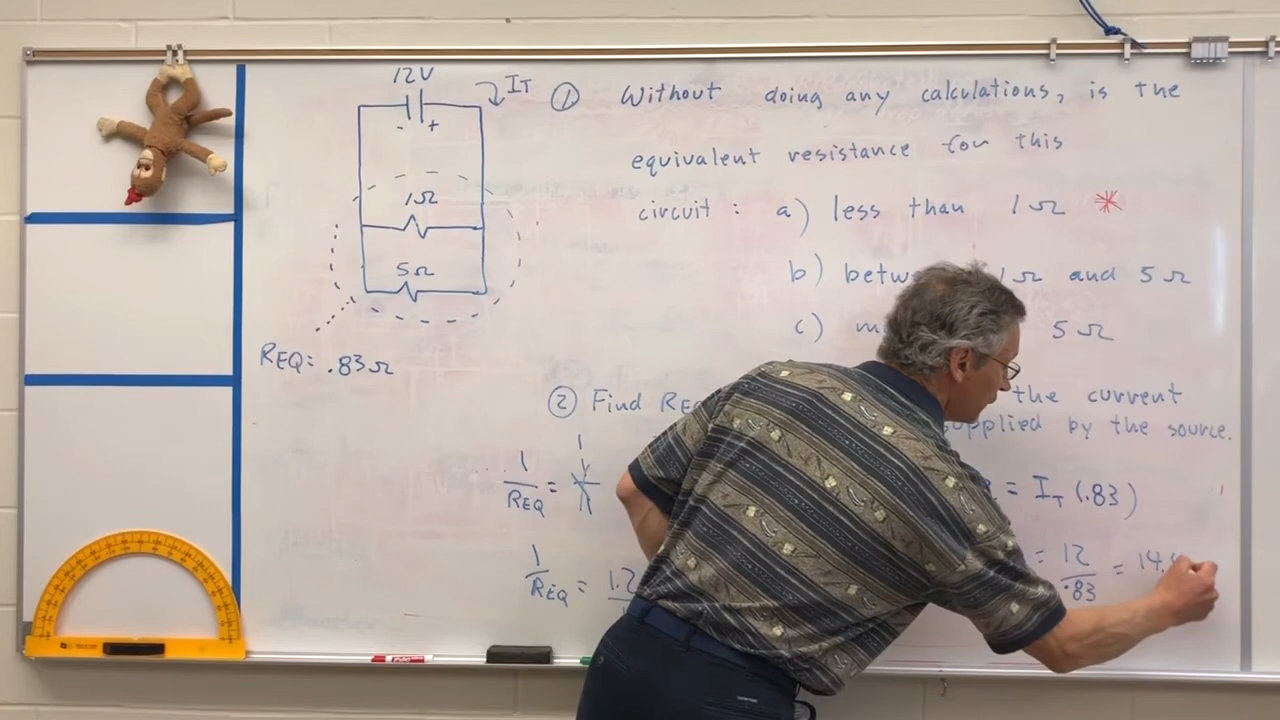 12V
IT
- +
1Ω
5Ω
REQ = .83Ω
① Without doing any calculations, is the
equivalent resistance for this
circuit : a) less than 1Ω *
b) 1Ω and 5Ω
c) 5Ω
② Find REQ the current
supplied by the source.
1/REQ = 1/
= IT (.83)
1/REQ = 1.2
= 12/.83 = 14.